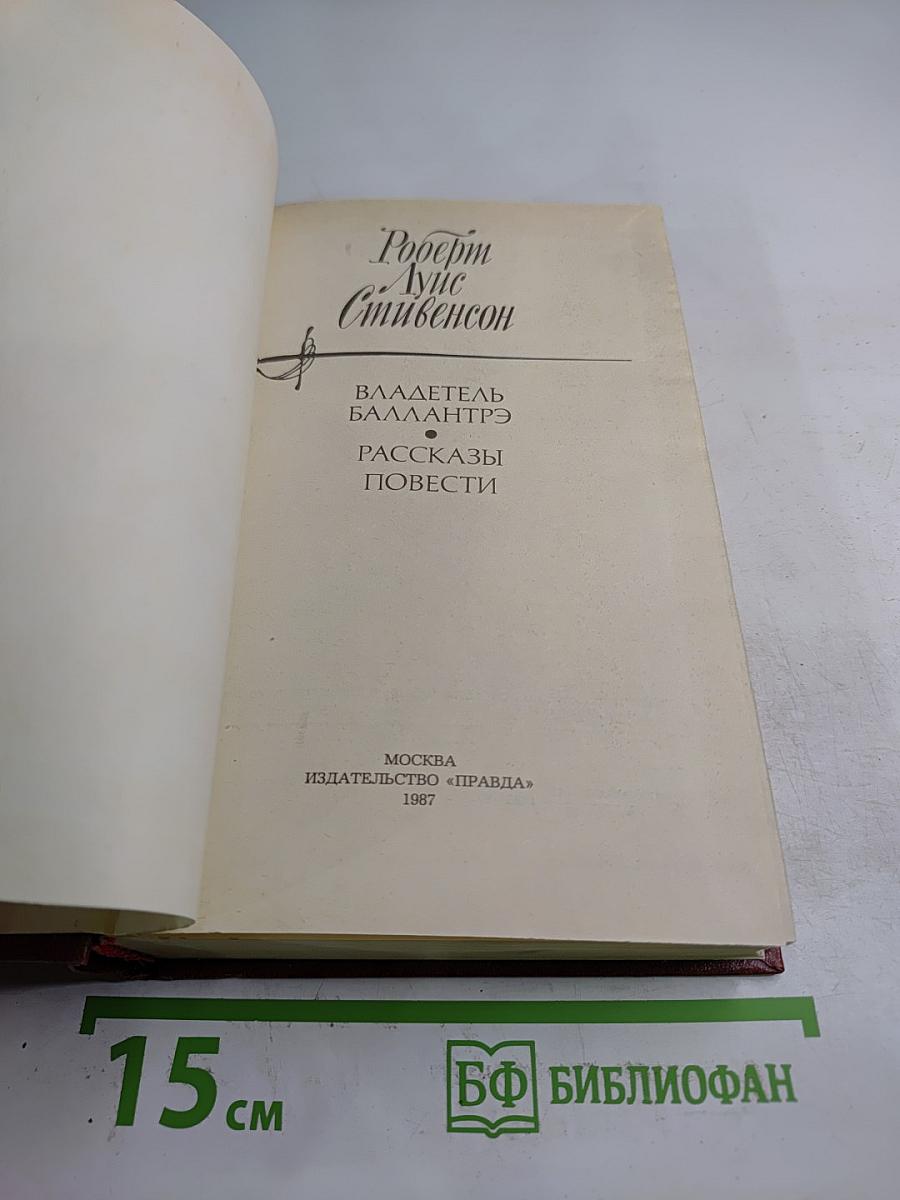 Роберт
Луис
Стивенсон
ВЛАДЕТЕЛЬ
БАЛЛАНТРЭ
•
РАССКАЗЫ
ПОВЕСТИ
МОСКВА
ИЗДАТЕЛЬСТВО «ПРАВДА»
1987
15 см
БФ БИБЛИОФАН